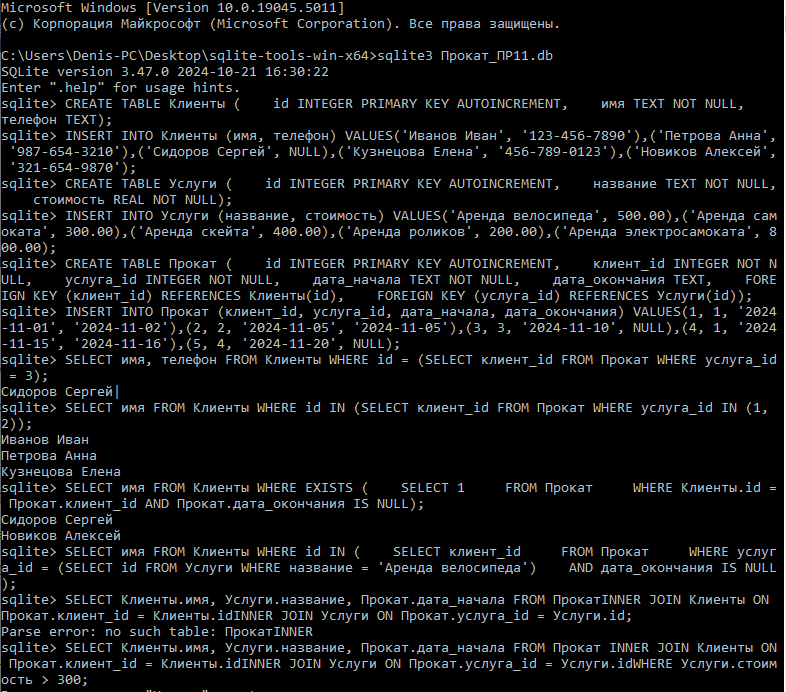 Microsoft Windows [Version 10.0.19045.5011]
(c) Корпорация Майкрософт (Microsoft Corporation). Все права защищены.
C:\Users\Denis-PC\Desktop\sqlite-tools-win-x64>sqlite3 Прокат_ПР11.db
SQLite version 3.47.0 2024-10-21 16:30:22
Enter ".help" for usage hints.
sqlite> CREATE TABLE Клиенты (    id INTEGER PRIMARY KEY AUTOINCREMENT,    имя TEXT NOT NULL,
телефон TEXT);
sqlite> INSERT INTO Клиенты (имя, телефон) VALUES('Иванов Иван', '123-456-7890'),('Петрова Анна',
 '987-654-3210'),('Сидоров Сергей', NULL),('Кузнецова Елена', '456-789-0123'),('Новиков Алексей',
 '321-654-9870');
sqlite> CREATE TABLE Услуги (    id INTEGER PRIMARY KEY AUTOINCREMENT,    название TEXT NOT NULL,
    стоимость REAL NOT NULL);
sqlite> INSERT INTO Услуги (название, стоимость) VALUES('Аренда велосипеда', 500.00),('Аренда сам
оката', 300.00),('Аренда скейта', 400.00),('Аренда роликов', 200.00),('Аренда электросамоката', 8
00.00);
sqlite> CREATE TABLE Прокат (    id INTEGER PRIMARY KEY AUTOINCREMENT,    клиент_id INTEGER NOT N
ULL,    услуга_id INTEGER NOT NULL,    дата_начала TEXT NOT NULL,    дата_окончания TEXT,    FORE
IGN KEY (клиент_id) REFERENCES Клиенты(id),    FOREIGN KEY (услуга_id) REFERENCES Услуги(id));
sqlite> INSERT INTO Прокат (клиент_id, услуга_id, дата_начала, дата_окончания) VALUES(1, 1, '2024
-11-01', '2024-11-02'),(2, 2, '2024-11-05', '2024-11-05'),(3, 3, '2024-11-10', NULL),(4, 1, '2024
-11-15', '2024-11-16'),(5, 4, '2024-11-20', NULL);
sqlite> SELECT имя, телефон FROM Клиенты WHERE id = (SELECT клиент_id FROM Прокат WHERE услуга_id
 = 3);
Сидоров Сергей|
sqlite> SELECT имя FROM Клиенты WHERE id IN (SELECT клиент_id FROM Прокат WHERE услуга_id IN (1,
2));
Иванов Иван
Петрова Анна
Кузнецова Елена
sqlite> SELECT имя FROM Клиенты WHERE EXISTS (    SELECT 1     FROM Прокат     WHERE Клиенты.id =
 Прокат.клиент_id AND Прокат.дата_окончания IS NULL);
Сидоров Сергей
Новиков Алексей
sqlite> SELECT имя FROM Клиенты WHERE id IN (    SELECT клиент_id     FROM Прокат     WHERE услуг
а_id = (SELECT id FROM Услуги WHERE название = 'Аренда велосипеда')    AND дата_окончания IS NULL
);
sqlite> SELECT Клиенты.имя, Услуги.название, Прокат.дата_начала FROM ПрокатINNER JOIN Клиенты ON
Прокат.клиент_id = Клиенты.idINNER JOIN Услуги ON Прокат.услуга_id = Услуги.id;
Parse error: no such table: ПрокатINNER
sqlite> SELECT Клиенты.имя, Услуги.название, Прокат.дата_начала FROM Прокат INNER JOIN Клиенты ON
 Прокат.клиент_id = Клиенты.idINNER JOIN Услуги ON Прокат.услуга_id = Услуги.idWHERE Услуги.стоим
ость > 300;